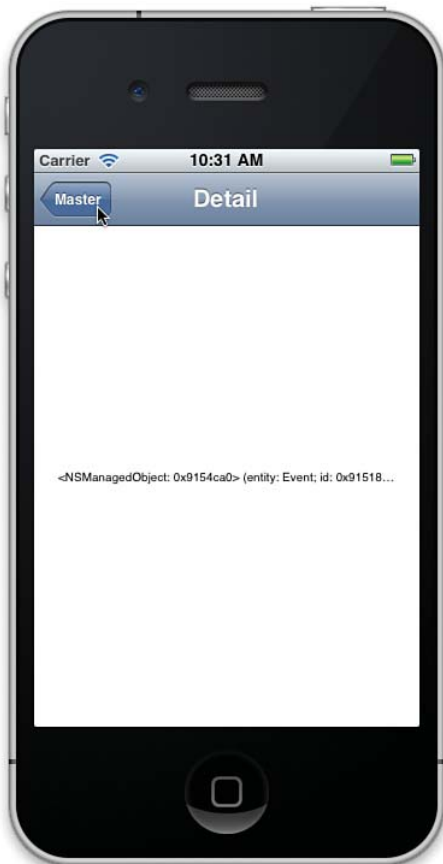 Carrier 10:31 AM
Master Detail
<NSManagedObject: 0x9154ca0> (entity: Event; id: 0x91518...